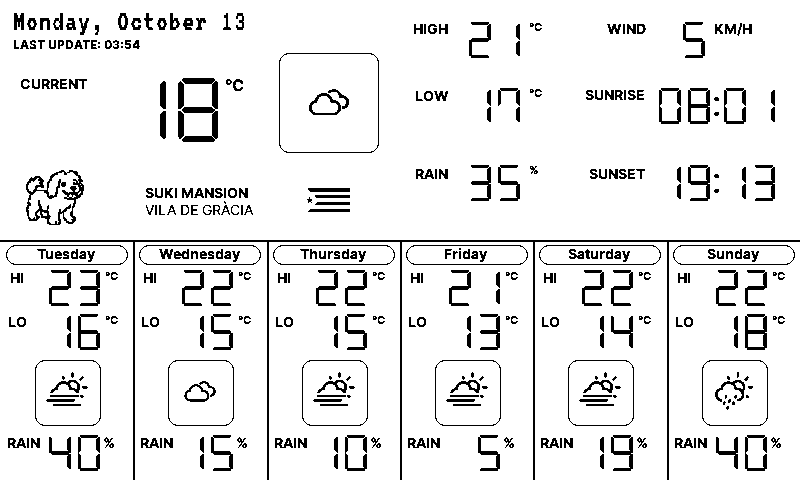 Monday, October 13
LAST UPDATE: 03:54
CURRENT 18 °C
HIGH 21 °C
LOW 17 °C
RAIN 35 %
WIND 5 KM/H
SUNRISE 08:01
SUNSET 19:13
SUKI MANSION
VILA DE GRÀCIA
Tuesday
HI 23 °C
LO 16 °C
RAIN 40 %
Wednesday
HI 22 °C
LO 15 °C
RAIN 15 %
Thursday
HI 22 °C
LO 15 °C
RAIN 10 %
Friday
HI 21 °C
LO 13 °C
RAIN 5 %
Saturday
HI 22 °C
LO 14 °C
RAIN 19 %
Sunday
HI 22 °C
LO 18 °C
RAIN 40 %